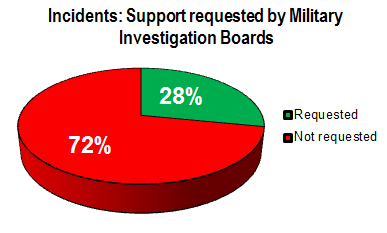 Incidents: Support requested by Military
Investigation Boards
28%
72%
Requested
Not requested